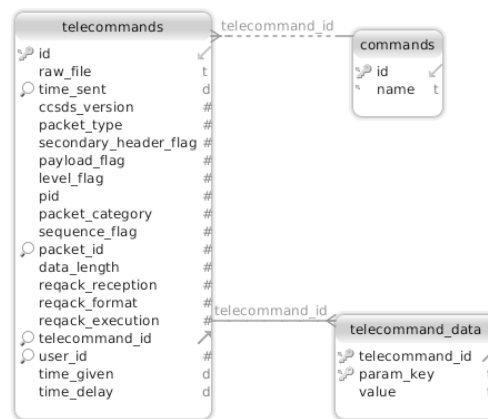 telecommands
id
raw_file t
time_sent d
ccsds_version #
packet_type #
secondary_header_flag #
payload_flag #
level_flag #
pid #
packet_category #
sequence_flag #
packet_id #
data_length #
reqack_reception #
reqack_format #
reqack_execution #
telecommand_id
user_id #
time_given d
time_delay d
telecommand_id
commands
id
name t
telecommand_id
telecommand_data
telecommand_id
param_key
value